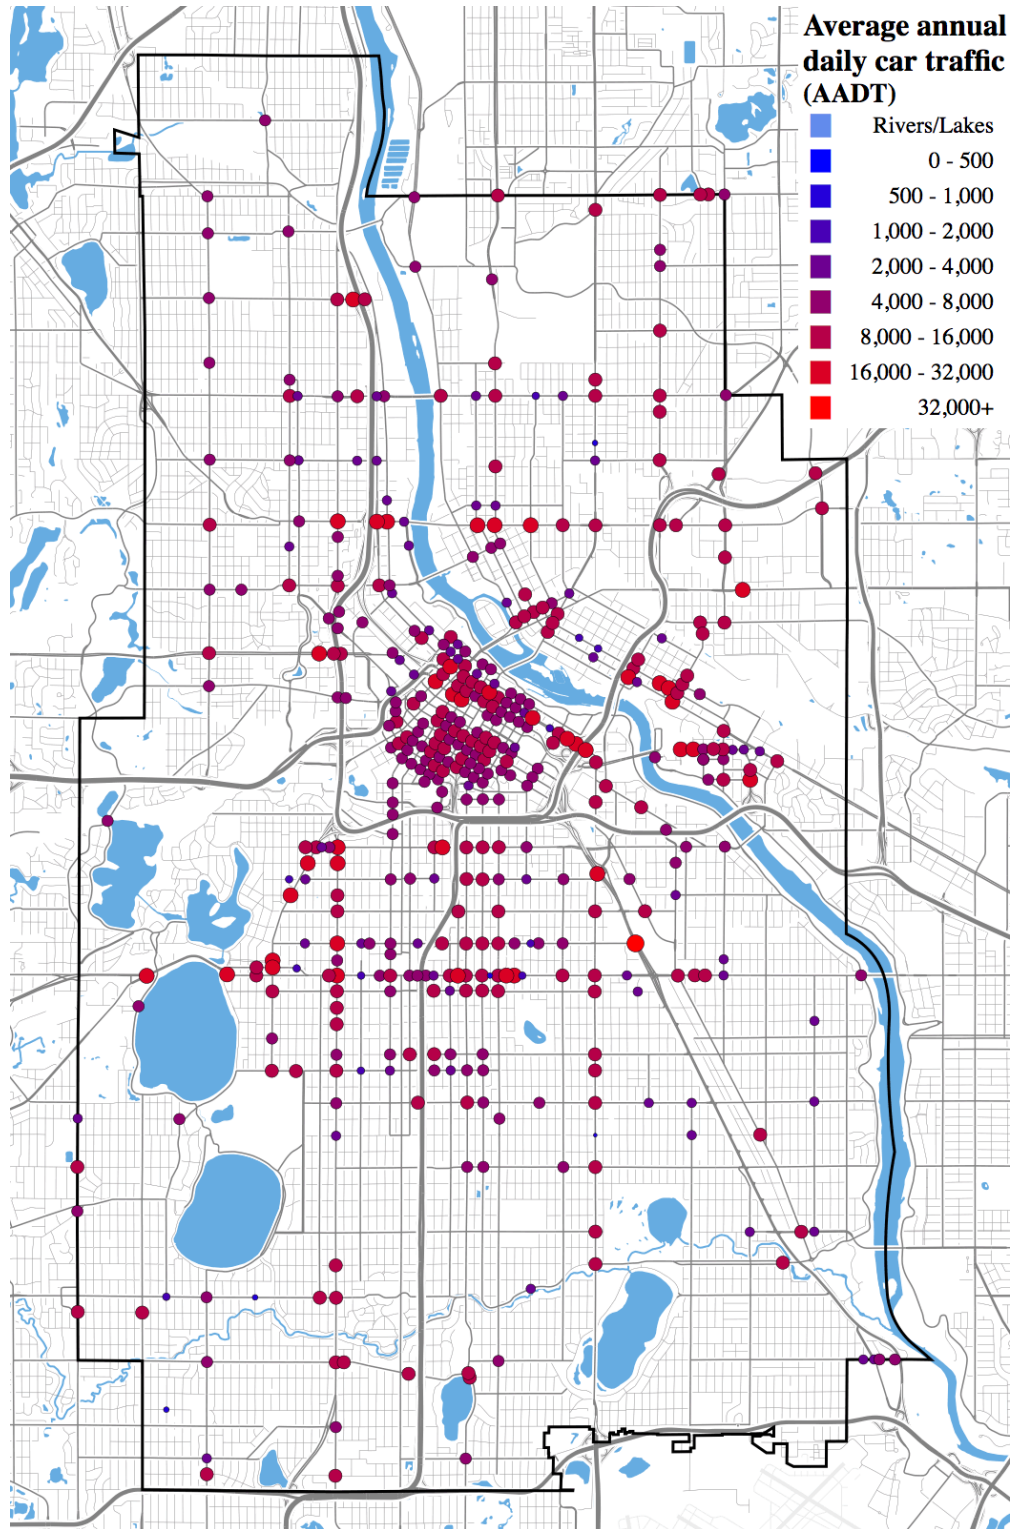 Average annual
daily car traffic
(AADT)
Rivers/Lakes
0 - 500
500 - 1,000
1,000 - 2,000
2,000 - 4,000
4,000 - 8,000
8,000 - 16,000
16,000 - 32,000
32,000+